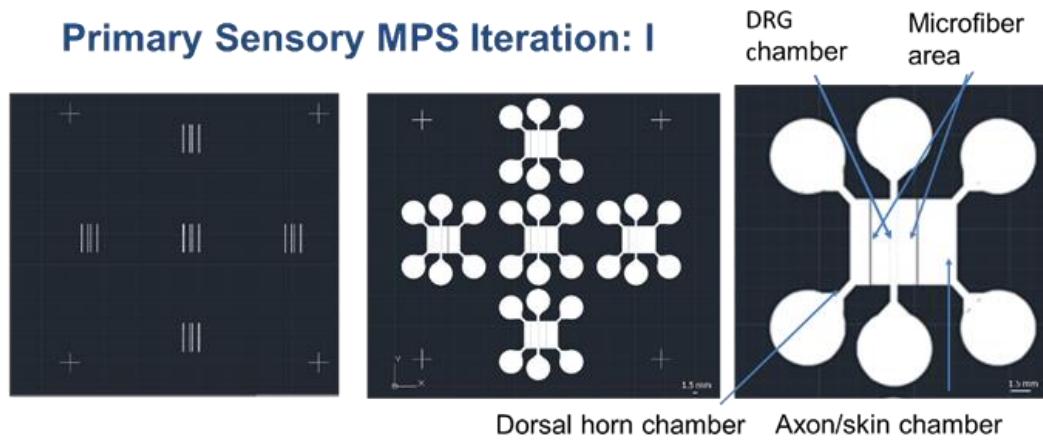 Primary Sensory MPS Iteration: I
DRG
chamber
Microfiber
area
Y
X
1.5 mm
1.5 mm
Dorsal horn chamber
Axon/skin chamber